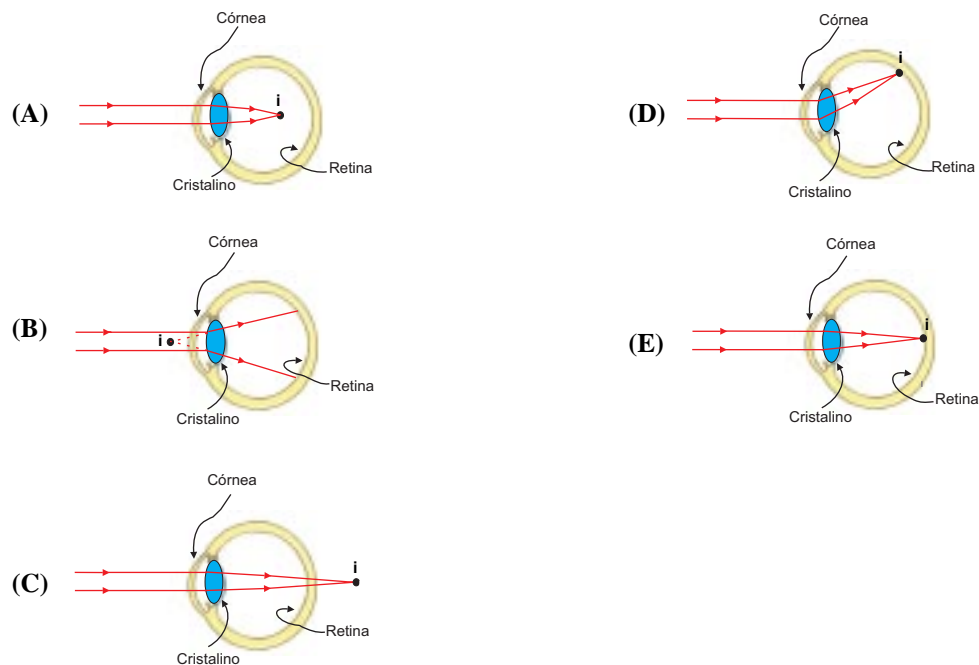 (A)
Córnea
i
Retina
Cristalino
(B)
Córnea
i
Retina
Cristalino
(C)
Córnea
i
Retina
Cristalino
(D)
Córnea
i
Retina
Cristalino
(E)
Córnea
i
Retina
Cristalino